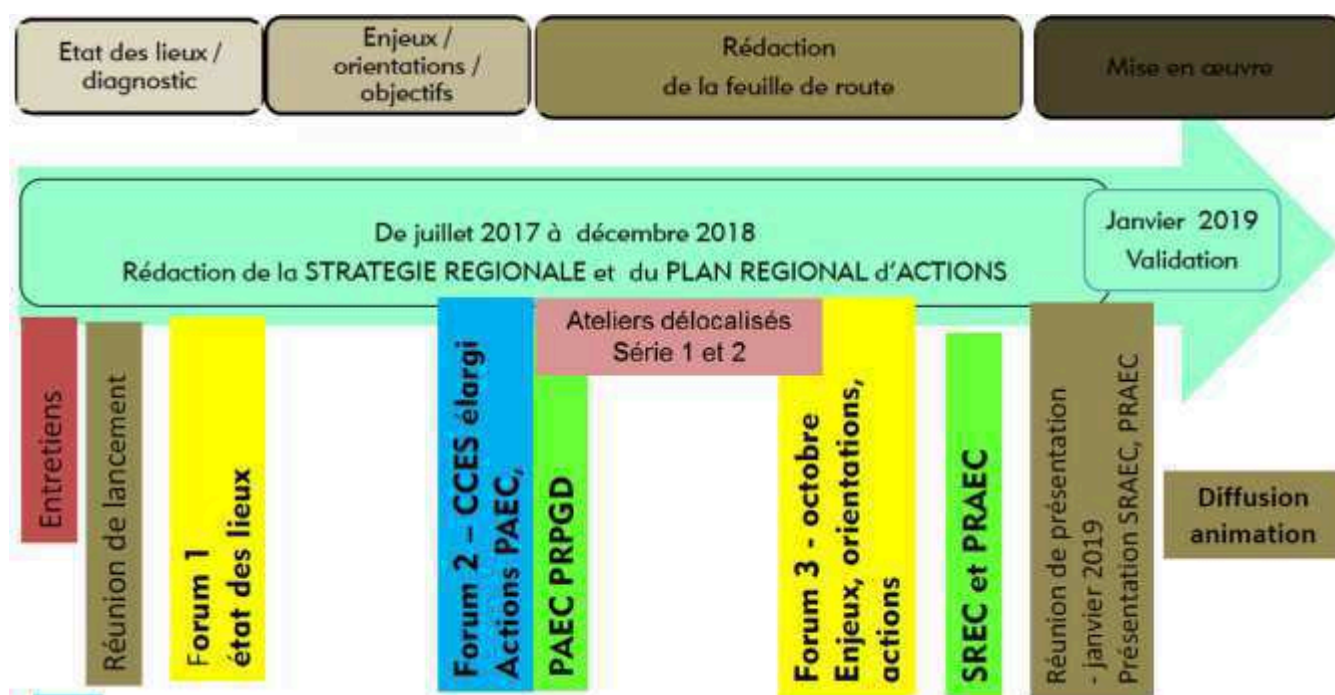 Etat des lieux /
diagnostic
Enjeux /
orientations /
objectifs
Rédaction
de la feuille de route
Mise en œuvre
De juillet 2017 à décembre 2018
Rédaction de la STRATEGIE REGIONALE et du PLAN REGIONAL d'ACTIONS
Janvier 2019
Validation
Entretiens
Réunion de lancement
Forum 1
état des lieux
Forum 2 – CCES élargi
Actions PAEC,
PAEC PRPGD
Ateliers délocalisés
Série 1 et 2
Forum 3 - octobre
Enjeux, orientations,
actions
SREC et PRAEC
Réunion de présentation
- janvier 2019
Présentation SRAEC, PRAEC
Diffusion
animation